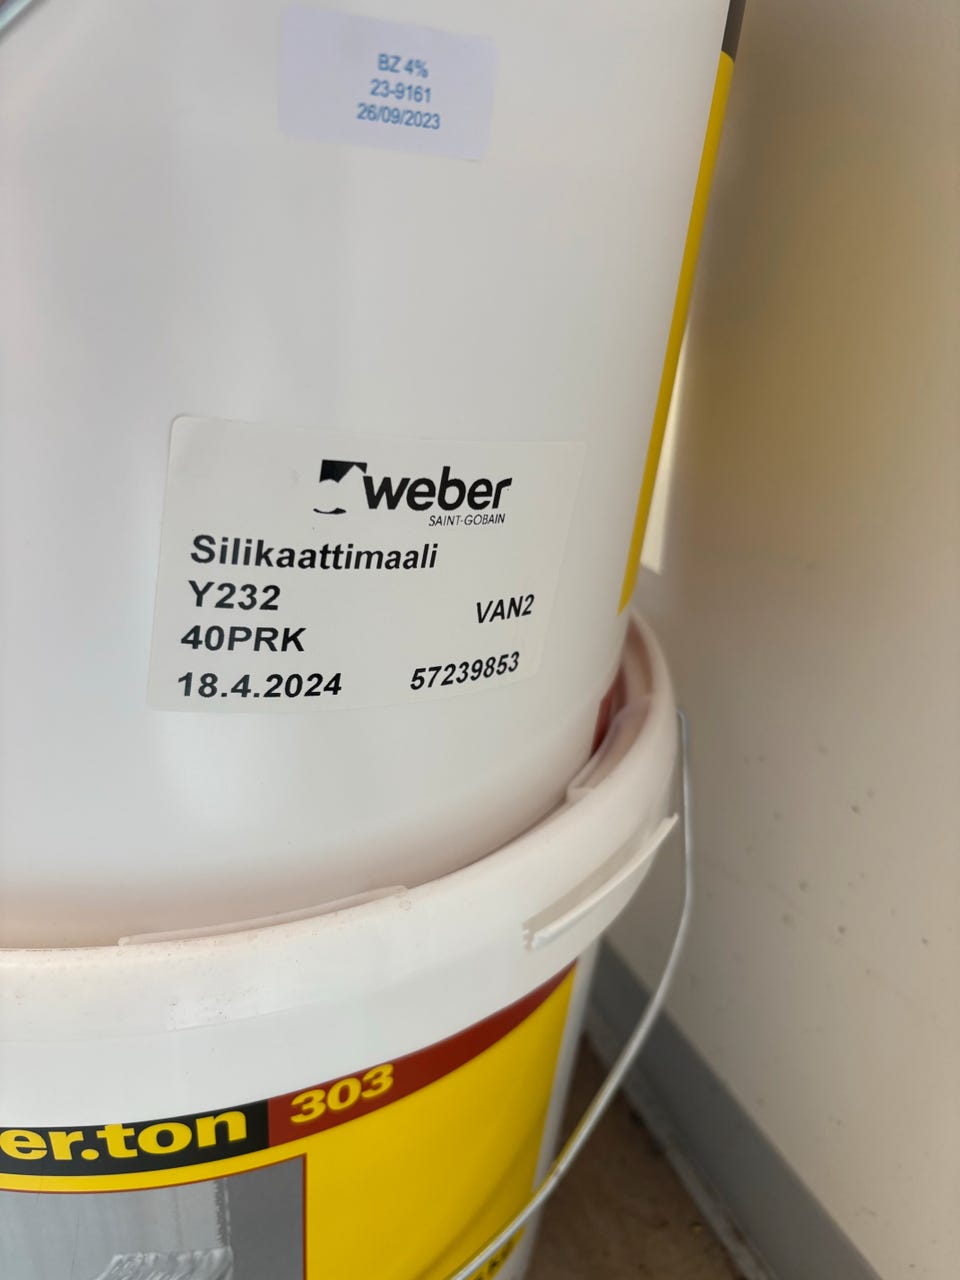 BZ 4%
23-9161
26/09/2023
weber
SAINT-GOBAIN
Silikaattimaali
Y232
VAN2
40PRK
18.4.2024
57239853
er.ton 303